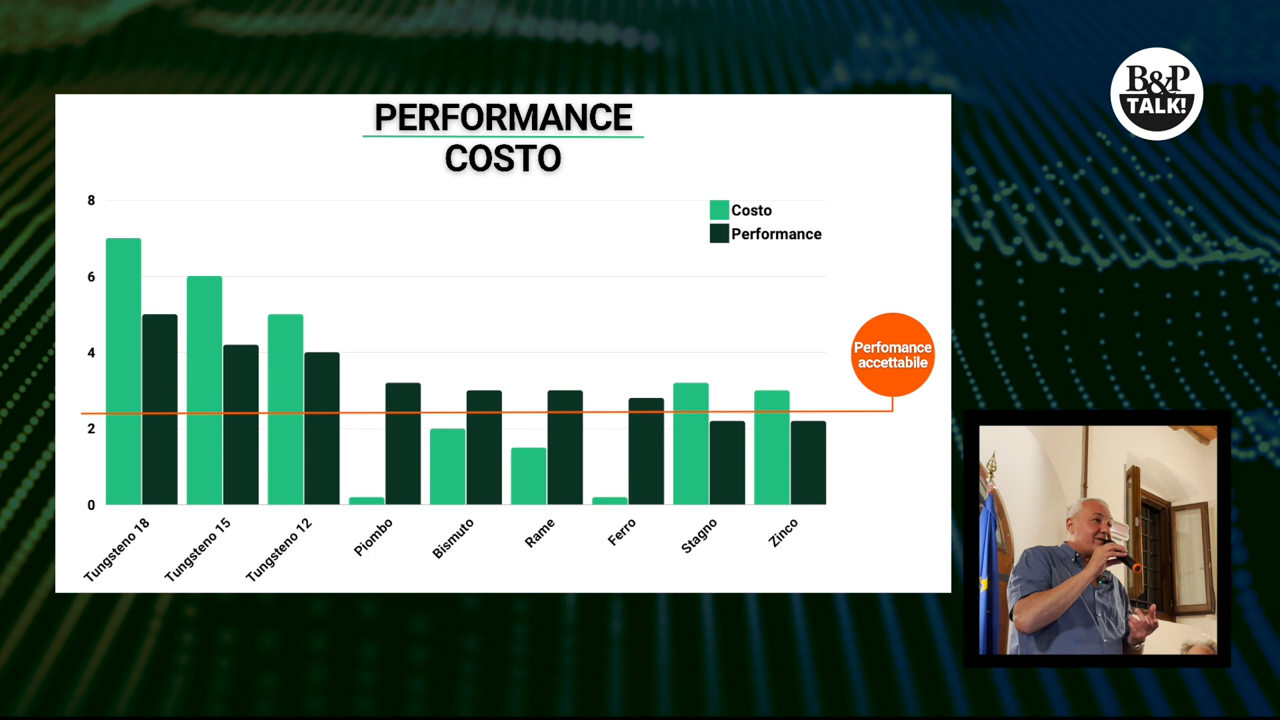 B&P
TALK!
PERFORMANCE
COSTO
8
Costo
Performance
6
4
2
0
Perfomance
accettabile
Tungsteno 18
Tungsteno 15
Tungsteno 12
Piombo
Bismuto
Rame
Ferro
Stagno
Zinco